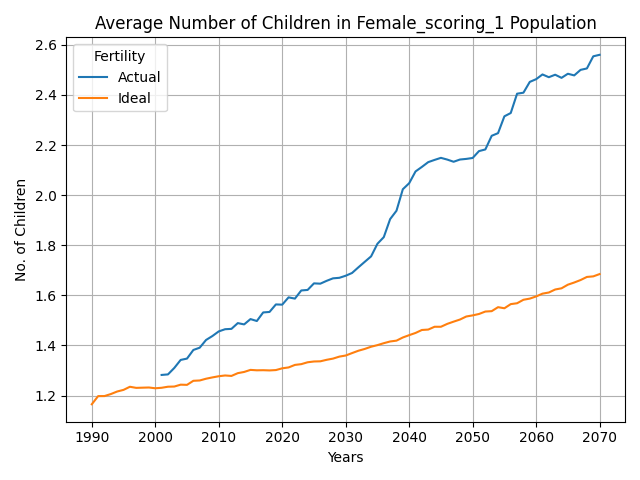 Average Number of Children in Female_scoring_1 Population
Fertility
Actual
Ideal
No. of Children
2.6
2.4
2.2
2.0
1.8
1.6
1.4
1.2
1990 2000 2010 2020 2030 2040 2050 2060 2070
Years